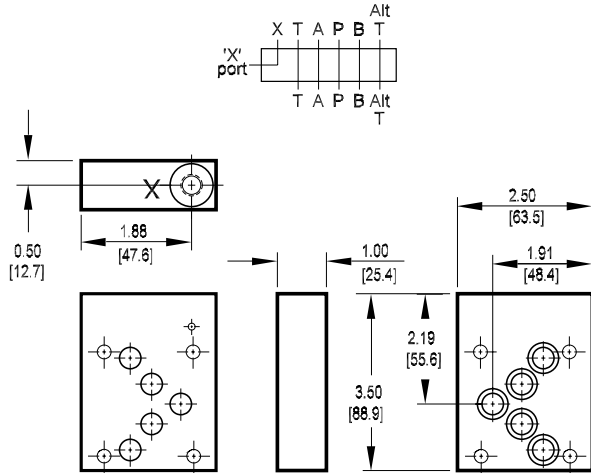 Alt
X T A P B T
'X'
port
T A P B Alt
T
X
0.50
[12.7]
1.88
[47.6]
1.00
[25.4]
2.50
[63.5]
1.91
[48.4]
2.19
[55.6]
3.50
[88.9]